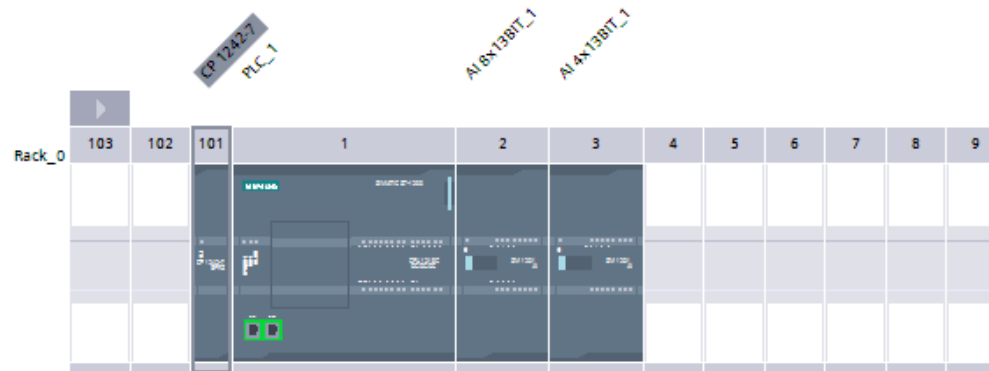 CP 1242-7
PLC_1
AI 8x13BIT_1
AI 4x13BIT_1
Rack_0
103 102 101 1 2 3 4 5 6 7 8 9
SIEMENS